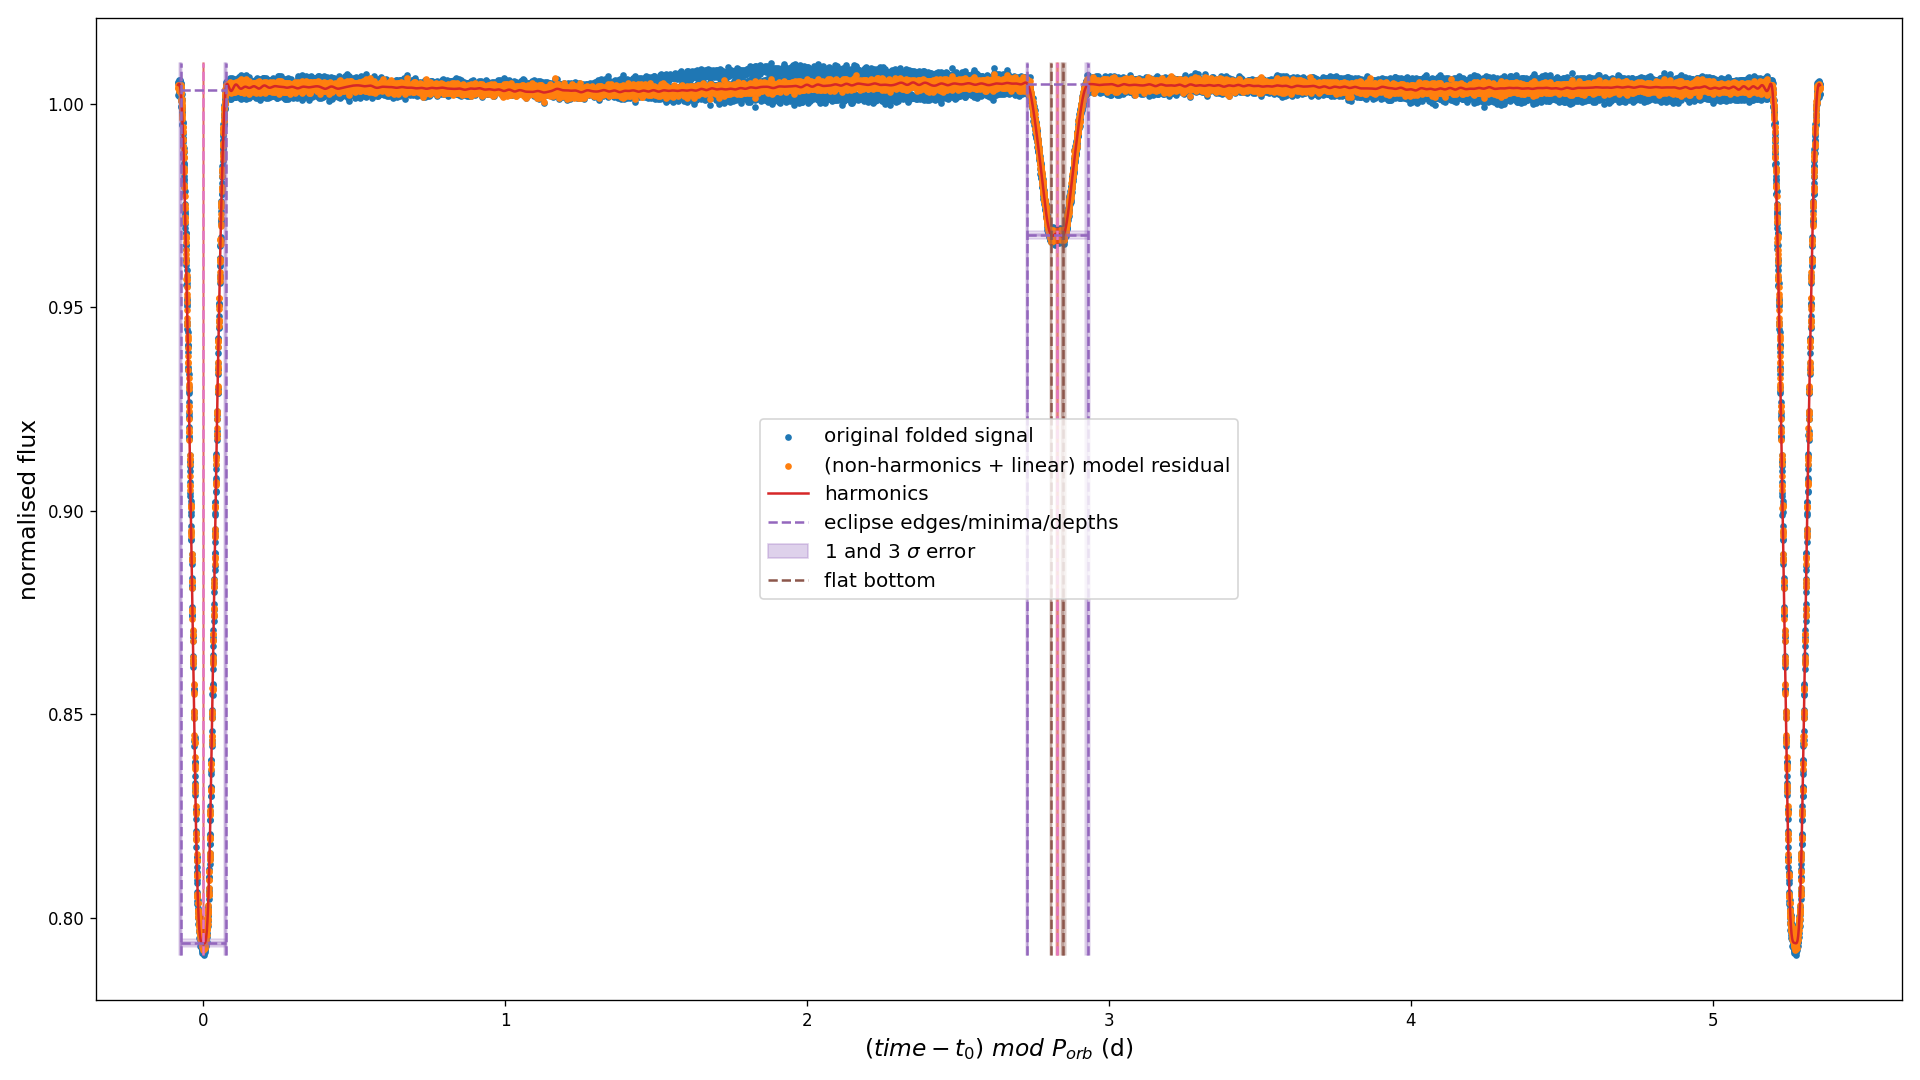 1.00
0.95
0.90
0.85
0.80
normalised flux
original folded signal
(non-harmonics + linear) model residual
harmonics
eclipse edges/minima/depths
1 and 3 σ error
flat bottom
0 1 2 3 4 5
(time − t₀) mod P_orb (d)